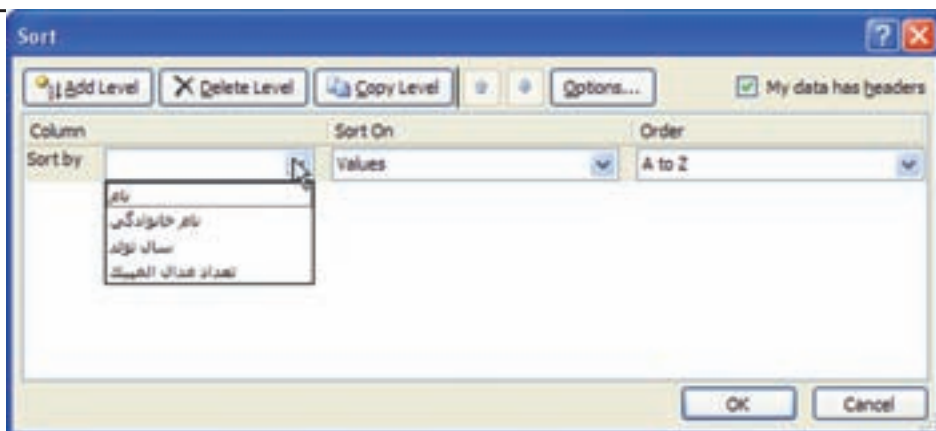 Sort
Add Level Delete Level Copy Level Options... My data has headers
Column Sort On Order
Sort by Values A to Z
نام
نام خانوادگی
سال تولد
تعداد مدال المپیک
OK Cancel